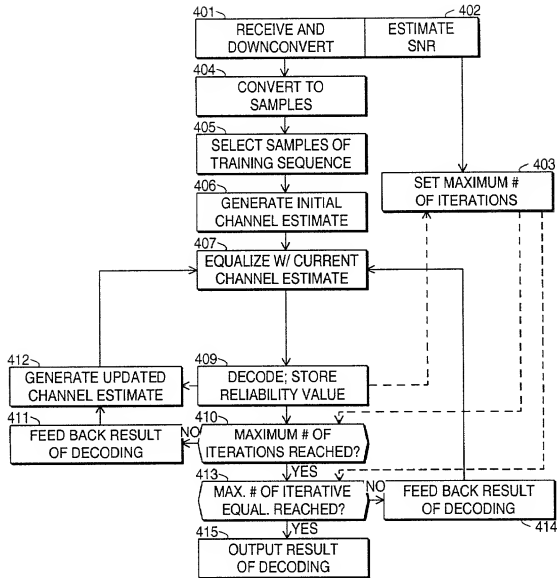 401
402
RECEIVE AND
DOWNCONVERT
ESTIMATE
SNR
404
CONVERT TO
SAMPLES
405
SELECT SAMPLES OF
TRAINING SEQUENCE
403
SET MAXIMUM #
OF ITERATIONS
406
GENERATE INITIAL
CHANNEL ESTIMATE
407
EQUALIZE W/ CURRENT
CHANNEL ESTIMATE
412
GENERATE UPDATED
CHANNEL ESTIMATE
409
DECODE; STORE
RELIABILITY VALUE
411
FEED BACK RESULT
OF DECODING
NO
410
MAXIMUM # OF
ITERATIONS REACHED?
YES
413
MAX. # OF ITERATIVE
EQUAL. REACHED?
NO
FEED BACK RESULT
OF DECODING
414
YES
415
OUTPUT RESULT
OF DECODING